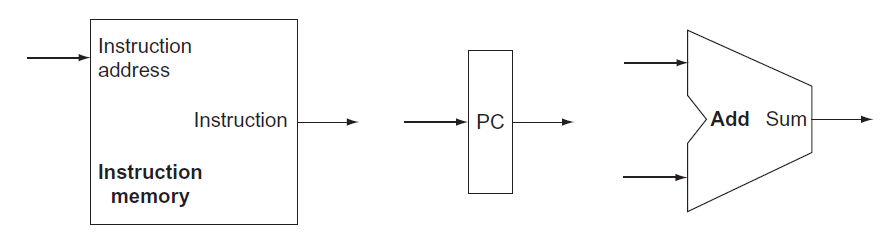 Instruction
address
Instruction
Instruction
memory
PC
Add Sum